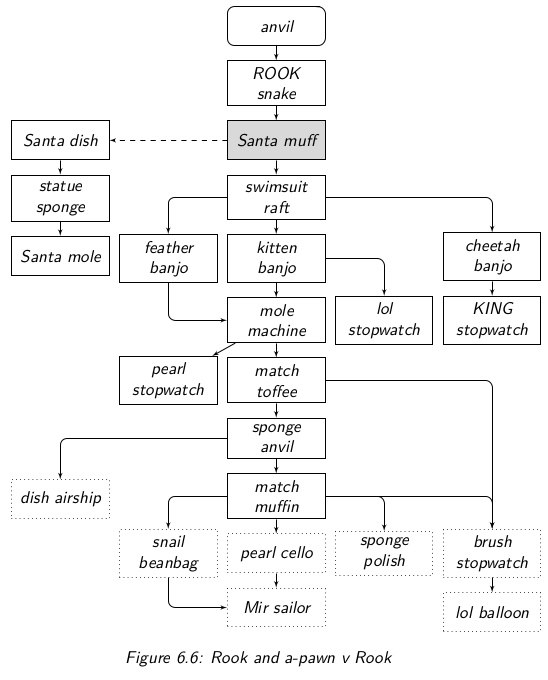 anvil
ROOK
snake
Santa dish
Santa muff
statue
sponge
swimsuit
raft
Santa mole
feather
banjo
kitten
banjo
cheetah
banjo
mole
machine
lol
stopwatch
KING
stopwatch
pearl
stopwatch
match
toffee
sponge
anvil
dish airship
match
muffin
snail
beanbag
pearl cello
sponge
polish
brush
stopwatch
Mir sailor
lol balloon
Figure 6.6: Rook and a-pawn v Rook